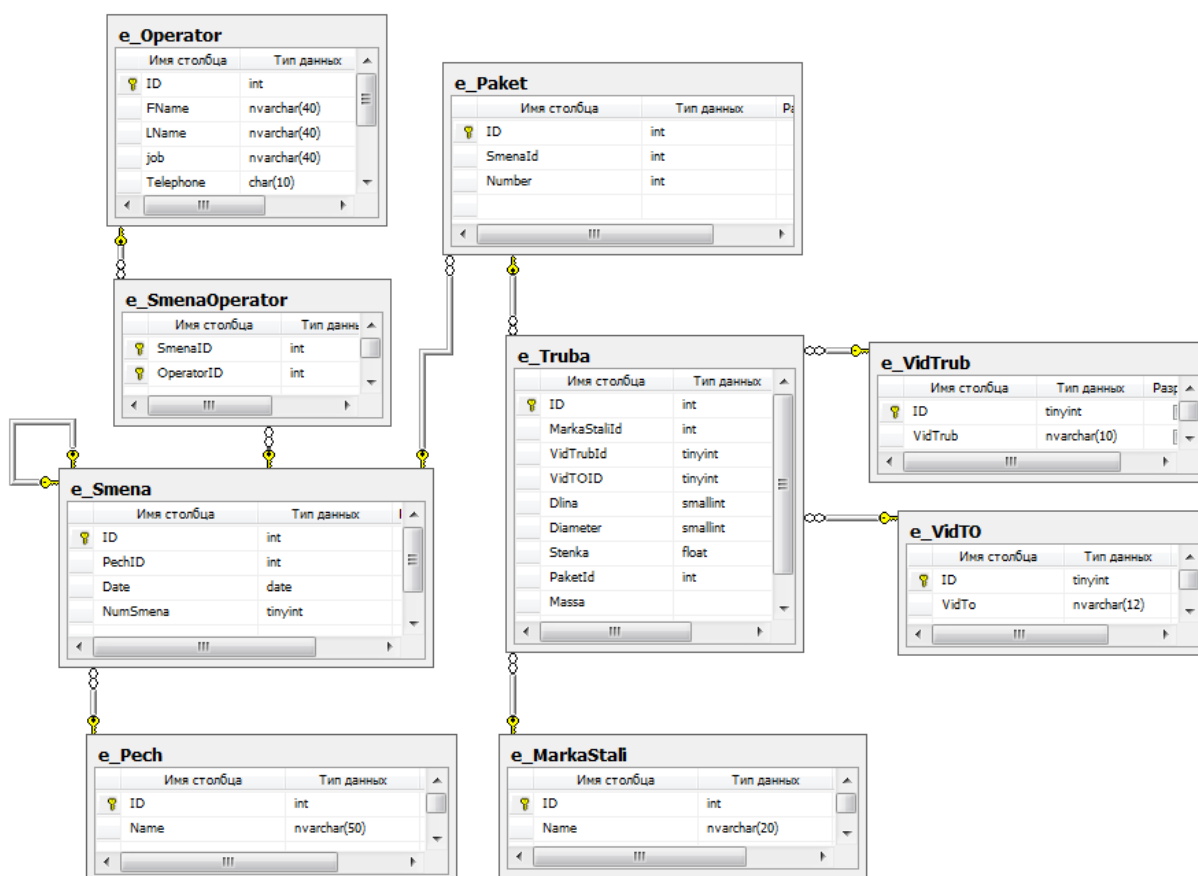 e_Operator
Имя столбца Тип данных
ID int
FName nvarchar(40)
LName nvarchar(40)
job nvarchar(40)
Telephone char(10)
e_Paket
Имя столбца Тип данных
ID int
SmenaId int
Number int
e_SmenaOperator
Имя столбца Тип данн
SmenaID int
OperatorID int
e_Truba
Имя столбца Тип данных
ID int
MarkaStaliId int
VidTrubId tinyint
VidTOID tinyint
Dlina smallint
Diameter smallint
Stenka float
PaketId int
Massa
e_VidTrub
Имя столбца Тип данных Разр
ID tinyint
VidTrub nvarchar(10)
e_Smena
Имя столбца Тип данных
ID int
PechID int
Date date
NumSmena tinyint
e_VidTO
Имя столбца Тип данных
ID tinyint
VidTo nvarchar(12)
e_Pech
Имя столбца Тип данных
ID int
Name nvarchar(50)
e_MarkaStali
Имя столбца Тип данных
ID int
Name nvarchar(20)